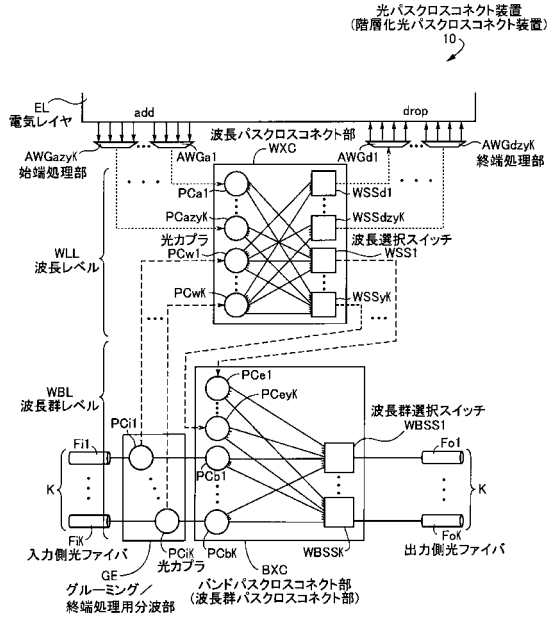 光パスクロスコネクト装置
(階層化光パスクロスコネクト装置)
10
EL
電気レイヤ
add
drop
AWGazyK
始端処理部
AWGa1
波長パスクロスコネクト部
WXC
AWGd1
AWGdzyK
終端処理部
PCa1
WSSd1
PCazyK
WSSdzyK
光カプラ
波長選択スイッチ
PCw1
WSS1
PCwK
WSSyK
WLL
波長レベル
WBL
波長群レベル
PCe1
PCeyK
波長群選択スイッチ
WBSS1
PCi1
Fi1
PCb1
Fo1
K
K
FiK
入力側光ファイバ
PCiK
光カプラ
PCbK
WBSSK
FoK
出力側光ファイバ
GE
グルーミング/
終端処理用分波部
BXC
バンドパスクロスコネクト部
(波長群パスクロスコネクト部)